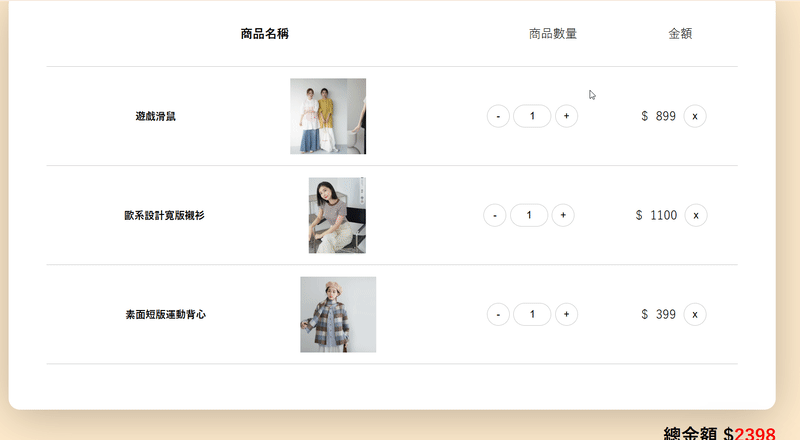 商品名稱 商品數量 金額
遊戲滑鼠 - 1 + $ 899 x
歐系設計寬版襯衫 - 1 + $ 1100 x
素面短版運動背心 - 1 + $ 399 x
總金額 $2398